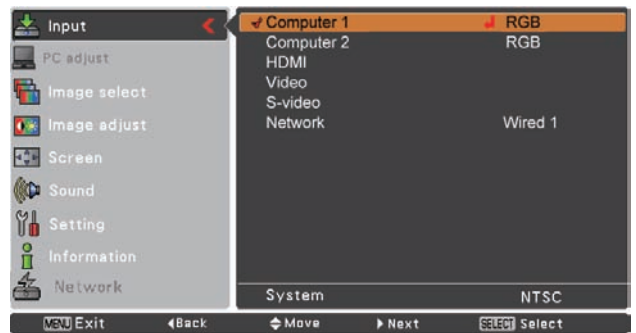 Input
PC adjust
Image select
Image adjust
Screen
Sound
Setting
Information
Network
Computer 1 RGB
Computer 2 RGB
HDMI
Video
S-video
Network Wired 1
System NTSC
MENU Exit Back Move Next SELECT Select